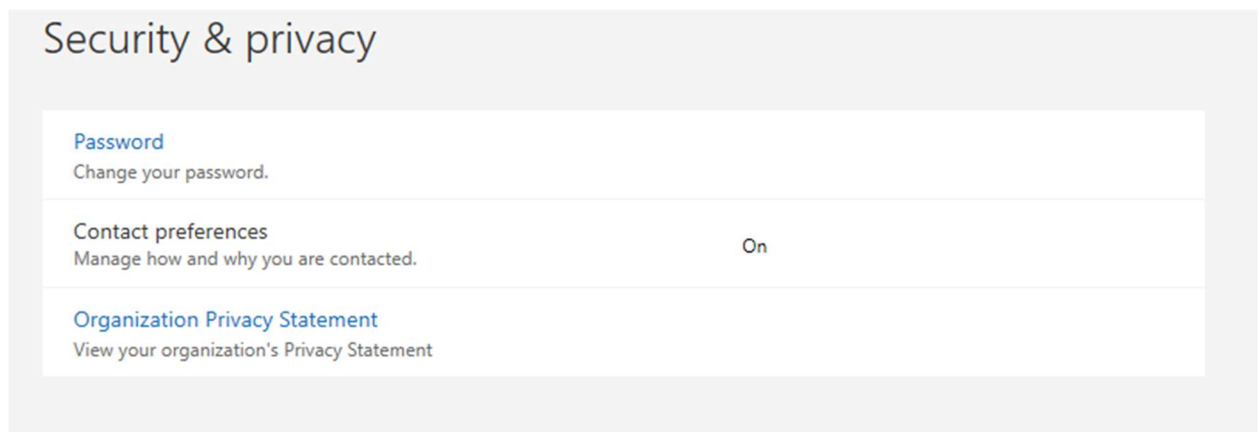 Security & privacy
Password
Change your password.
Contact preferences
Manage how and why you are contacted.
On
Organization Privacy Statement
View your organization's Privacy Statement